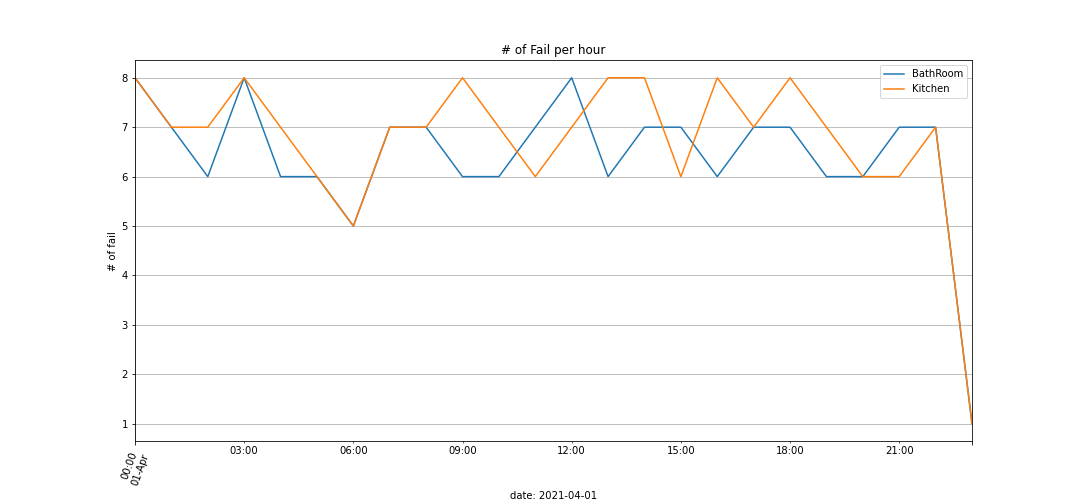 # of Fail per hour
BathRoom
Kitchen
# of fail
8
7
6
5
4
3
2
1
00:00
01-Apr
03:00
06:00
09:00
12:00
15:00
18:00
21:00
date: 2021-04-01